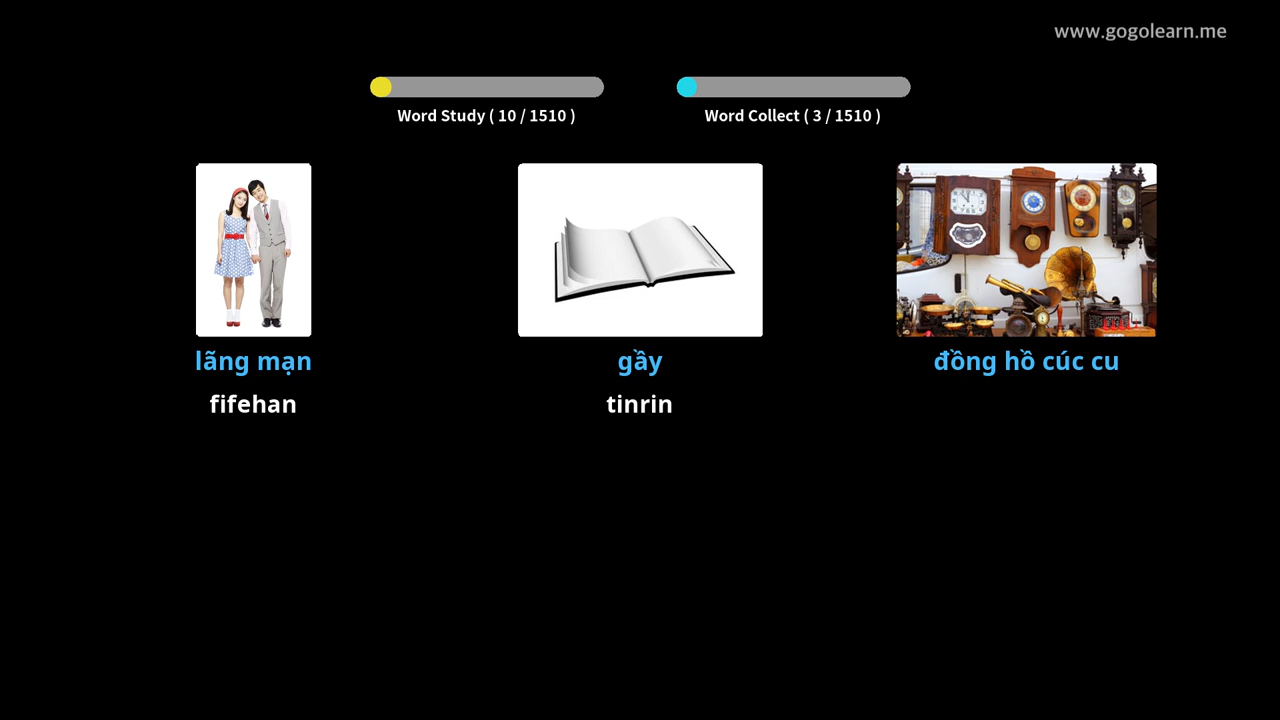 www.gogolearn.me
Word Study ( 10 / 1510 )
Word Collect ( 3 / 1510 )
lãng mạn
gầy
đồng hồ cúc cu
fifehan
tinrin